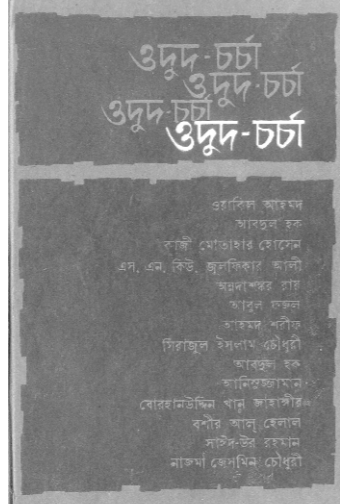 ওদুদ-চর্চা
ওদুদ-চর্চা
ওদুদ-চর্চা
ওদুদ-চর্চা
ওয়াকিল আহমদ
আবদুল হক
কাজী মোতাহার হোসেন
এস. এন. কিউ. জুলফিকার আলী
অন্নদাশঙ্কর রায়
আবুল ফজল
আহমদ শরীফ
সিরাজুল ইসলাম চৌধুরী
আবদুল হক
আনিসুজ্জামান
বোরহানউদ্দিন খান জাহাঙ্গীর
বশীর আল্ হেলাল
সাঈদ-উর রহমান
নাজমা জেসমিন চৌধুরী